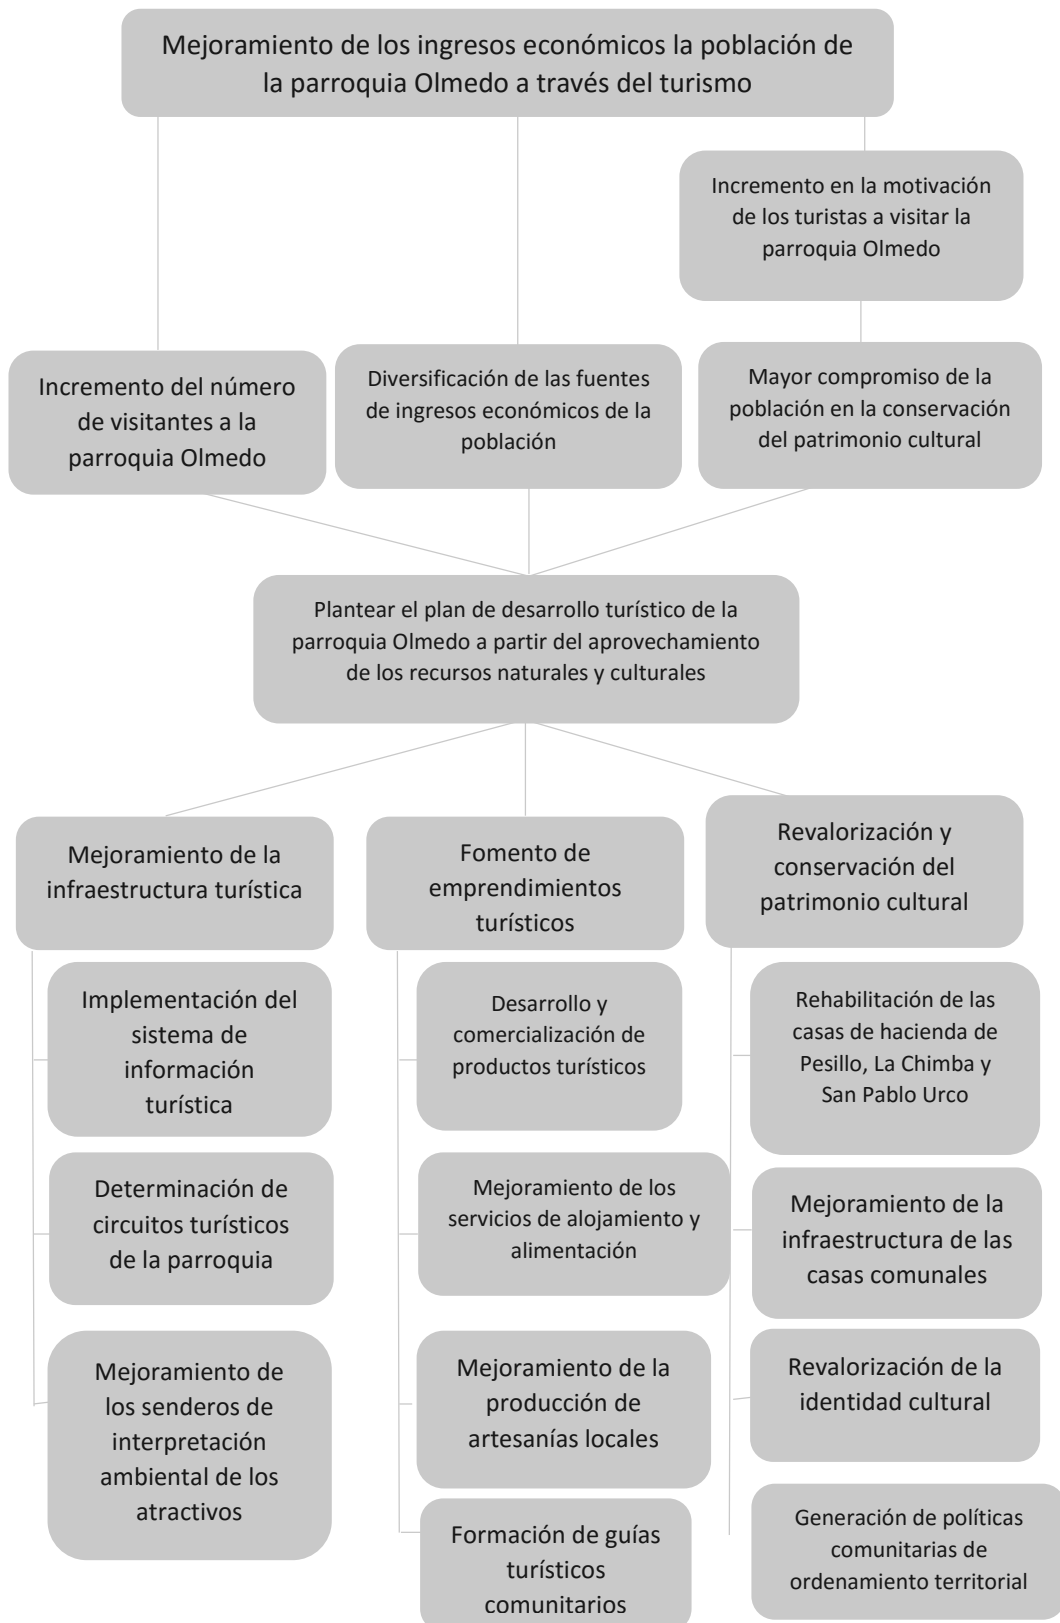 Mejoramiento de los ingresos económicos la población de
la parroquia Olmedo a través del turismo
Incremento en la motivación
de los turistas a visitar la
parroquia Olmedo
Incremento del número
de visitantes a la
parroquia Olmedo
Diversificación de las fuentes
de ingresos económicos de la
población
Mayor compromiso de la
población en la conservación
del patrimonio cultural
Plantear el plan de desarrollo turístico de la
parroquia Olmedo a partir del aprovechamiento
de los recursos naturales y culturales
Mejoramiento de la
infraestructura turística
Fomento de
emprendimientos
turísticos
Revalorización y
conservación del
patrimonio cultural
Implementación del
sistema de
información
turística
Desarrollo y
comercialización de
productos turísticos
Rehabilitación de las
casas de hacienda de
Pesillo, La Chimba y
San Pablo Urco
Determinación de
circuitos turísticos
de la parroquia
Mejoramiento de los
servicios de alojamiento y
alimentación
Mejoramiento de la
infraestructura de las
casas comunales
Mejoramiento de
los senderos de
interpretación
ambiental de los
atractivos
Mejoramiento de la
producción de
artesanías locales
Revalorización de la
identidad cultural
Formación de guías
turísticos
comunitarios
Generación de políticas
comunitarias de
ordenamiento territorial